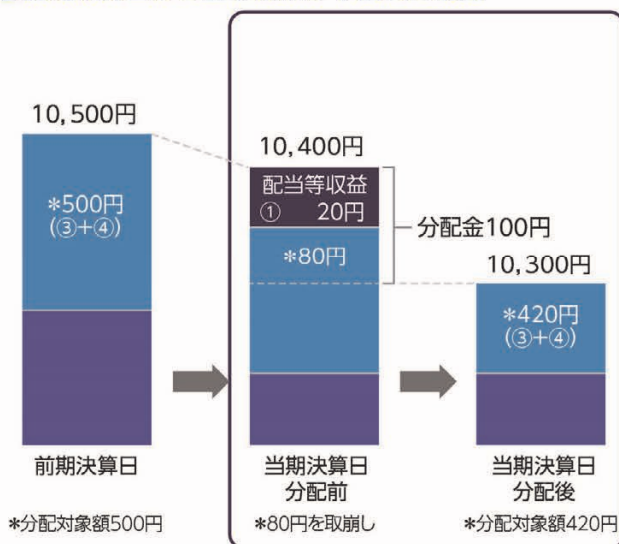 10,500円
*500円
(③+④)
前期決算日
*分配対象額500円
10,400円
配当等収益
① 20円
*80円
分配金100円
当期決算日
分配前
*80円を取崩し
10,300円
*420円
(③+④)
当期決算日
分配後
*分配対象額420円